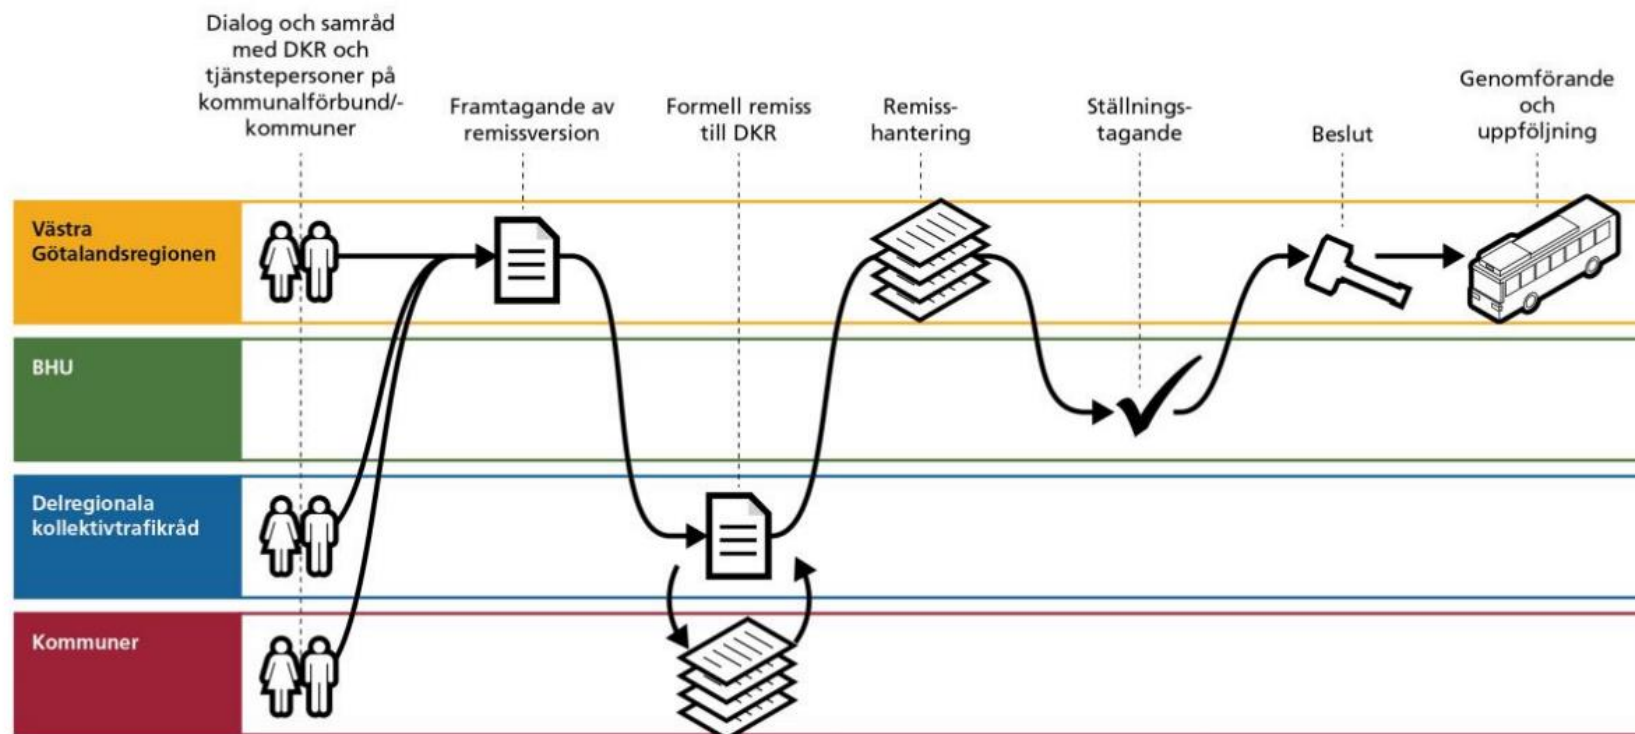 Dialog och samråd
med DKR och
tjänstepersoner på
kommunalförbund/-
kommuner
Framtagande av
remissversion
Formell remiss
till DKR
Remiss-
hantering
Ställnings-
tagande
Beslut
Genomförande
och
uppföljning
Västra
Götalandsregionen
BHU
Delregionala
kollektivtrafikråd
Kommuner